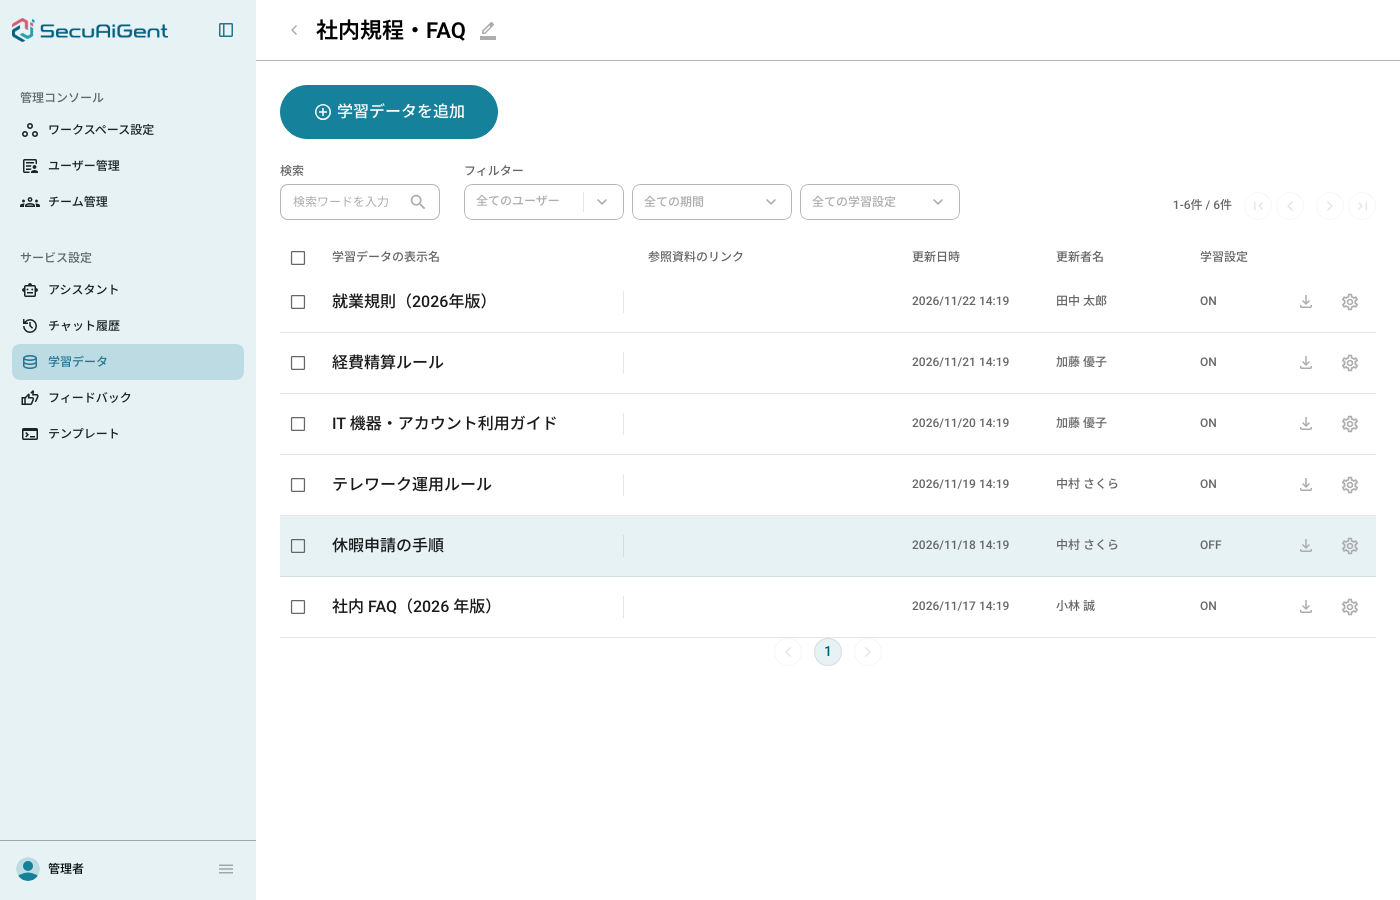 SecuAiGent
社内規程・FAQ
管理コンソール
ワークスペース設定
ユーザー管理
チーム管理
サービス設定
アシスタント
チャット履歴
学習データ
フィードバック
テンプレート
管理者
学習データを追加
検索
フィルター
検索ワードを入力
全てのユーザー
全ての期間
全ての学習設定
1-6件 / 6件
学習データの表示名 参照資料のリンク 更新日時 更新者名 学習設定
就業規則（2026年版） 2026/11/22 14:19 田中 太郎 ON
経費精算ルール 2026/11/21 14:19 加藤 優子 ON
IT 機器・アカウント利用ガイド 2026/11/20 14:19 加藤 優子 ON
テレワーク運用ルール 2026/11/19 14:19 中村 さくら ON
休暇申請の手順 2026/11/18 14:19 中村 さくら OFF
社内 FAQ（2026 年版） 2026/11/17 14:19 小林 誠 ON
1